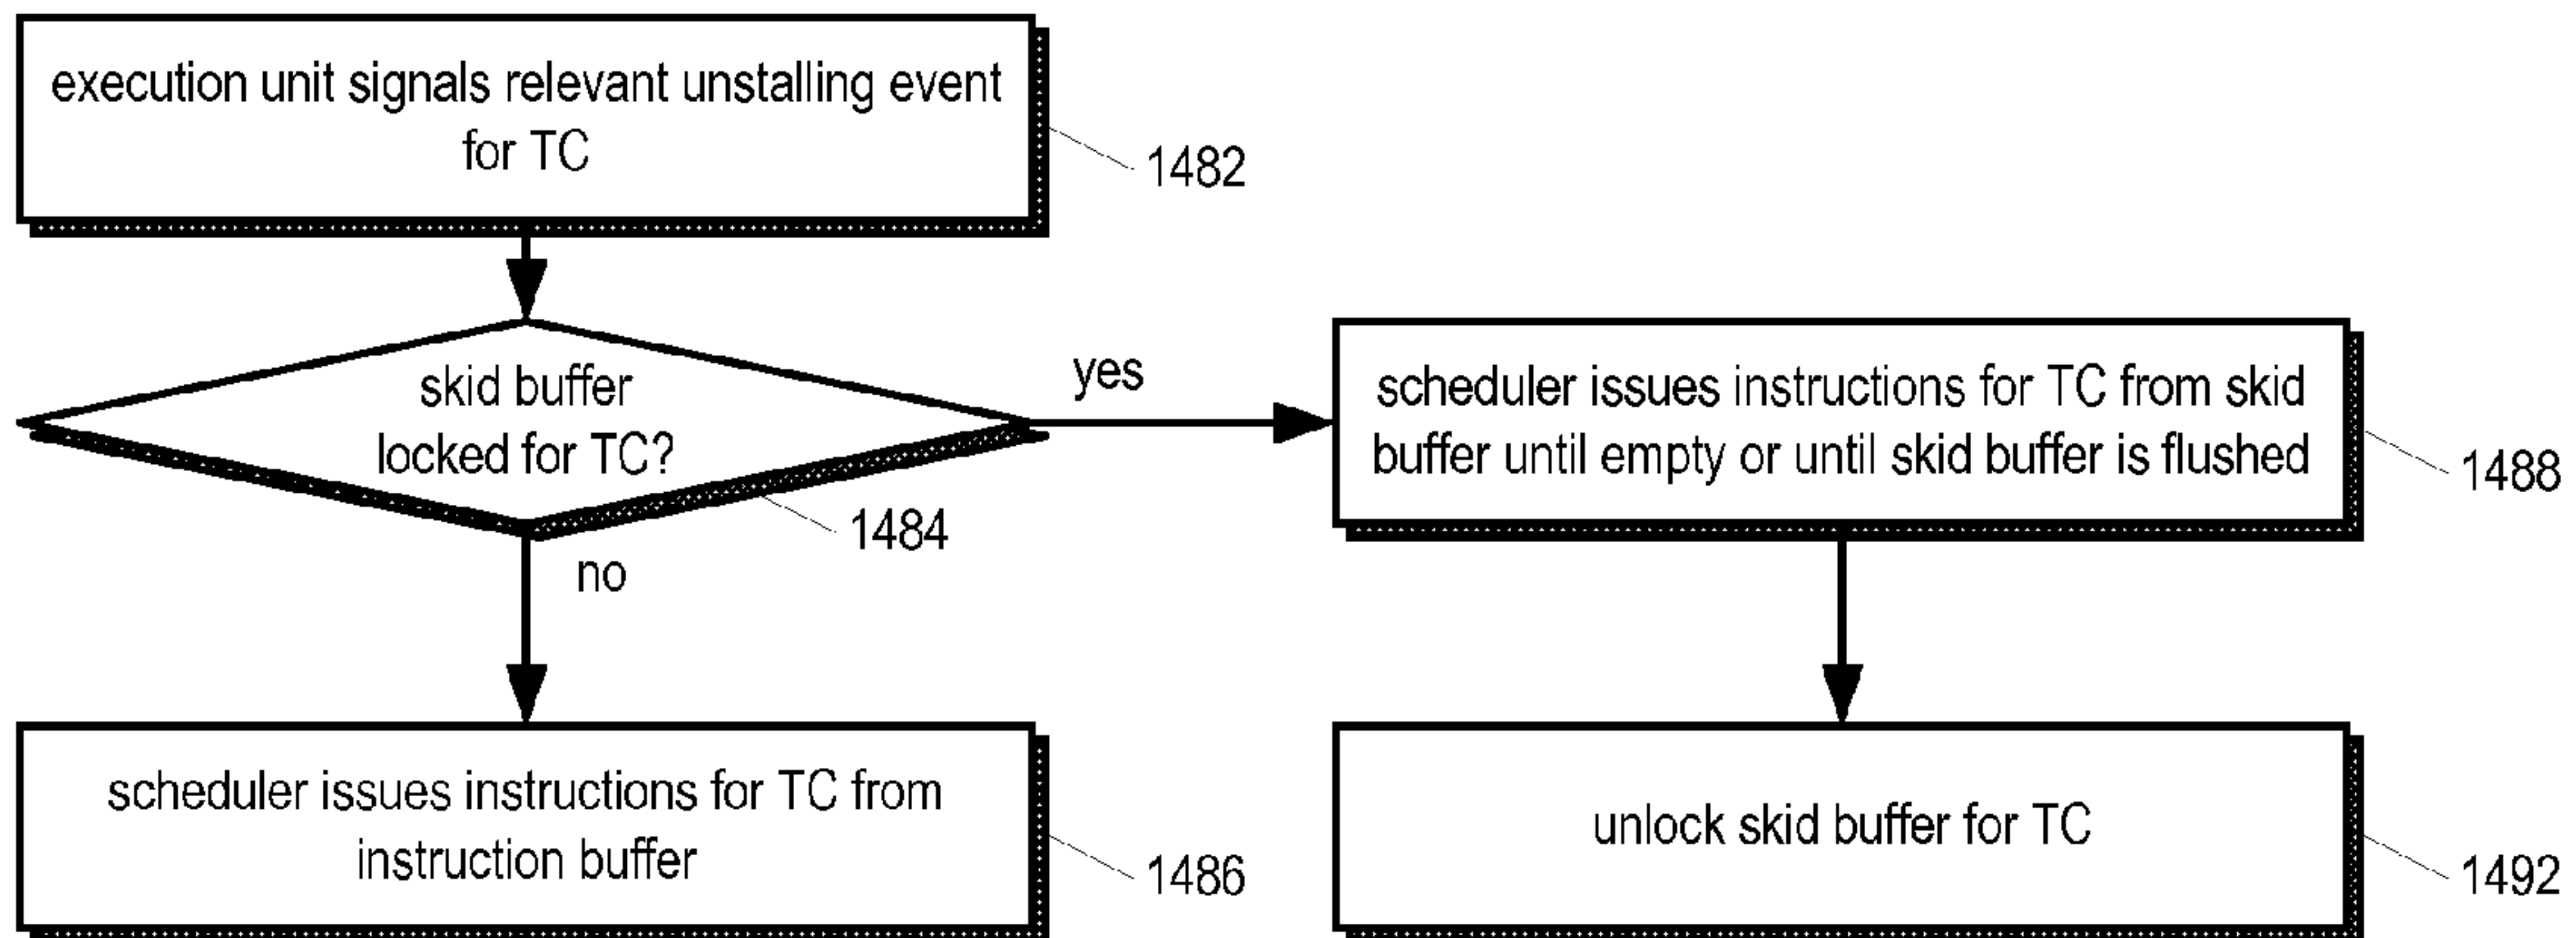 execution unit signals relevant unstalling event
for TC
1482
skid buffer
locked for TC?
1484
yes
no
scheduler issues instructions for TC from skid
buffer until empty or until skid buffer is flushed
1488
scheduler issues instructions for TC from
instruction buffer
1486
unlock skid buffer for TC
1492